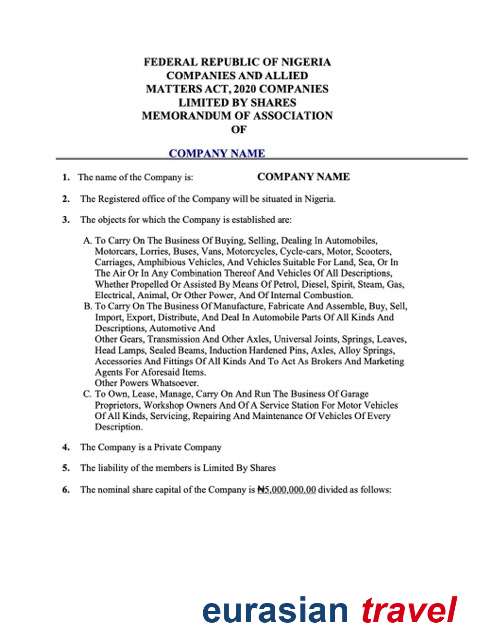 FEDERAL REPUBLIC OF NIGERIA
COMPANIES AND ALLIED
MATTERS ACT, 2020 COMPANIES
LIMITED BY SHARES
MEMORANDUM OF ASSOCIATION
OF
COMPANY NAME
1. The name of the Company is: COMPANY NAME
2. The Registered office of the Company will be situated in Nigeria.
3. The objects for which the Company is established are:
A. To Carry On The Business Of Buying, Selling, Dealing In Automobiles,
Motorcars, Lorries, Buses, Vans, Motorcycles, Cycle-cars, Motor, Scooters,
Carriages, Amphibious Vehicles, And Vehicles Suitable For Land, Sea, Or In
The Air Or In Any Combination Thereof And Vehicles Of All Descriptions,
Whether Propelled Or Assisted By Means Of Petrol, Diesel, Spirit, Steam, Gas,
Electrical, Animal, Or Other Power, And Of Internal Combustion.
B. To Carry On The Business Of Manufacture, Fabricate And Assemble, Buy, Sell,
Import, Export, Distribute, And Deal In Automobile Parts Of All Kinds And
Descriptions, Automotive And
Other Gears, Transmission And Other Axles, Universal Joints, Springs, Leaves,
Head Lamps, Sealed Beams, Induction Hardened Pins, Axles, Alloy Springs,
Accessories And Fittings Of All Kinds And To Act As Brokers And Marketing
Agents For Aforesaid Items.
Other Powers Whatsoever.
C. To Own, Lease, Manage, Carry On And Run The Business Of Garage
Proprietors, Workshop Owners And Of A Service Station For Motor Vehicles
Of All Kinds, Servicing, Repairing And Maintenance Of Vehicles Of Every
Description.
4. The Company is a Private Company
5. The liability of the members is Limited By Shares
6. The nominal share capital of the Company is ₦5,000,000.00 divided as follows:
eurasian travel